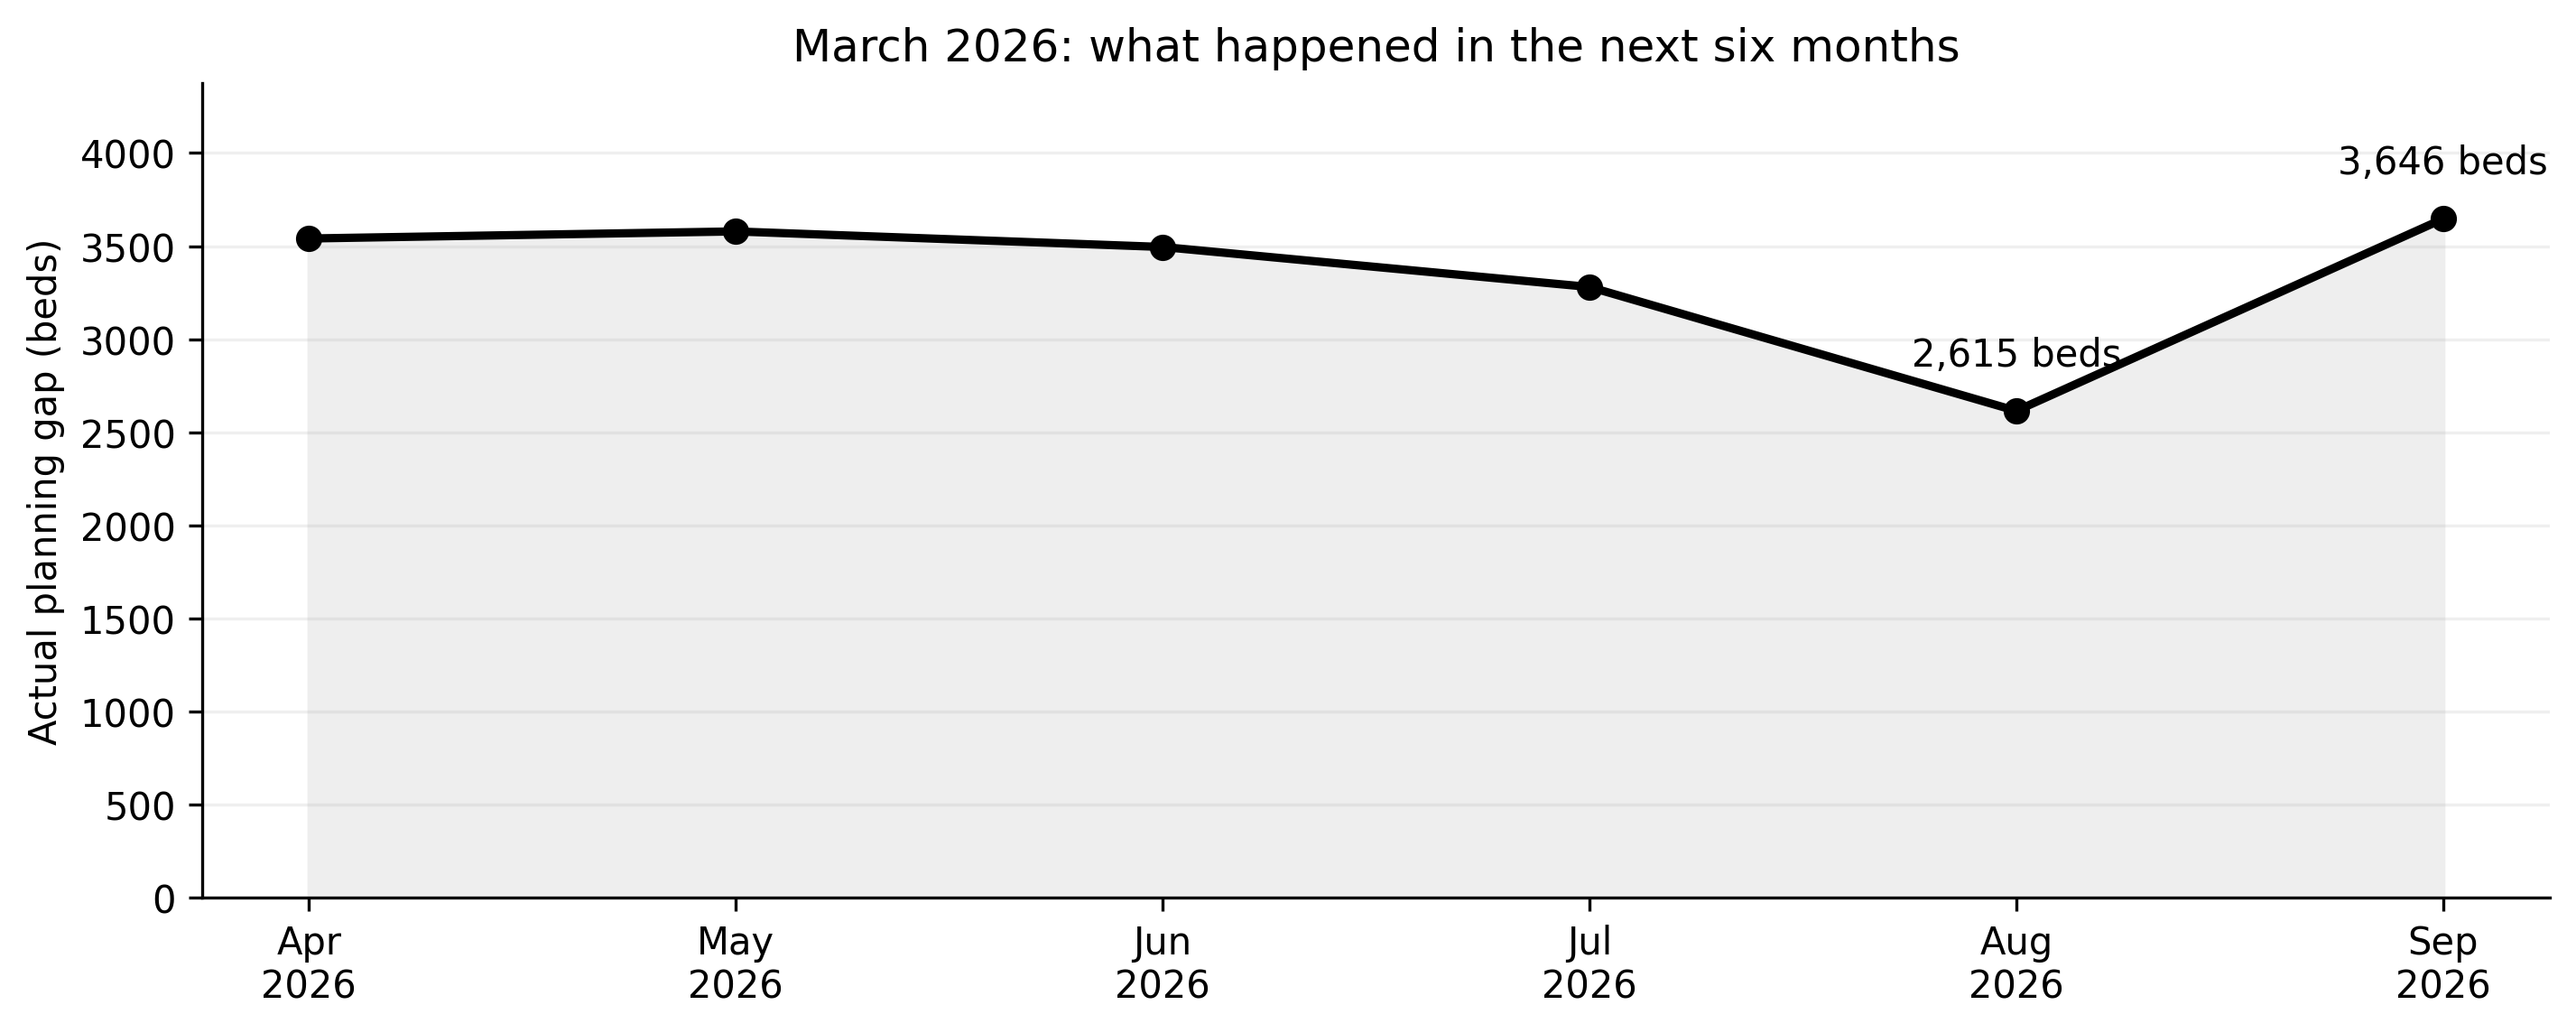 March 2026: what happened in the next six months
Actual planning gap (beds)
4000
3500
3000
2500
2000
1500
1000
500
0
3,646 beds
2,615 beds
Apr
2026
May
2026
Jun
2026
Jul
2026
Aug
2026
Sep
2026